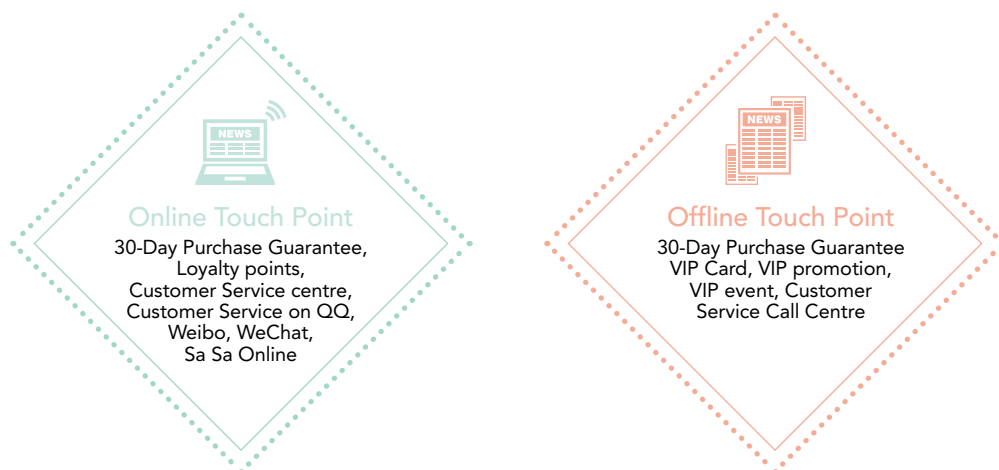 NEWS
Online Touch Point
30-Day Purchase Guarantee,
Loyalty points,
Customer Service centre,
Customer Service on QQ,
Weibo, WeChat,
Sa Sa Online
NEWS
Offline Touch Point
30-Day Purchase Guarantee
VIP Card, VIP promotion,
VIP event, Customer
Service Call Centre